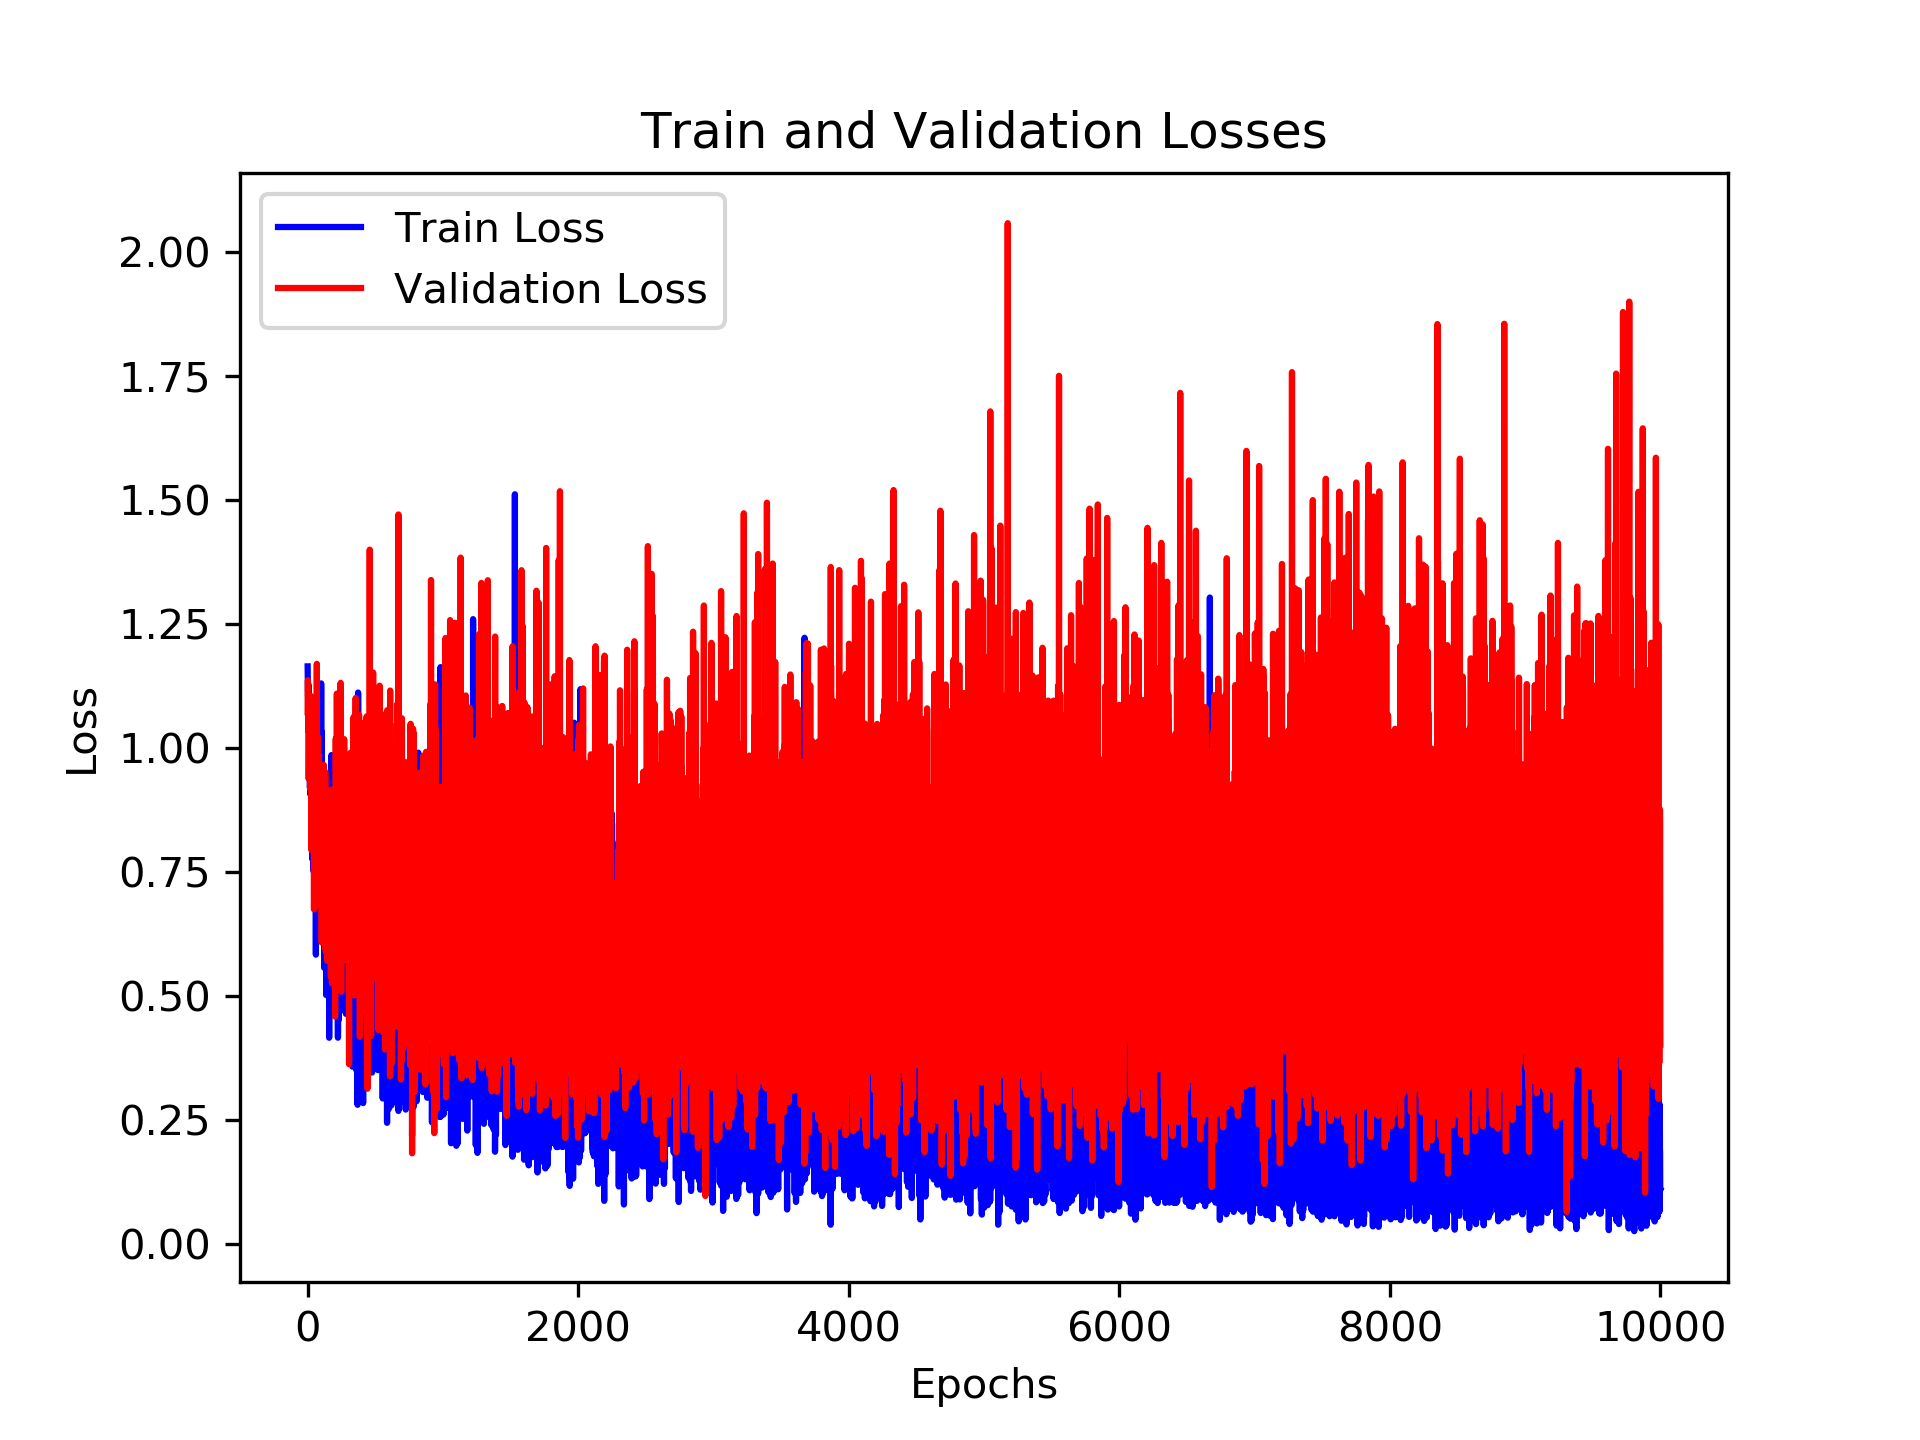 Train and Validation Losses
Train Loss
Validation Loss
2.00
1.75
1.50
1.25
1.00
0.75
0.50
0.25
0.00
Loss
0 2000 4000 6000 8000 10000
Epochs